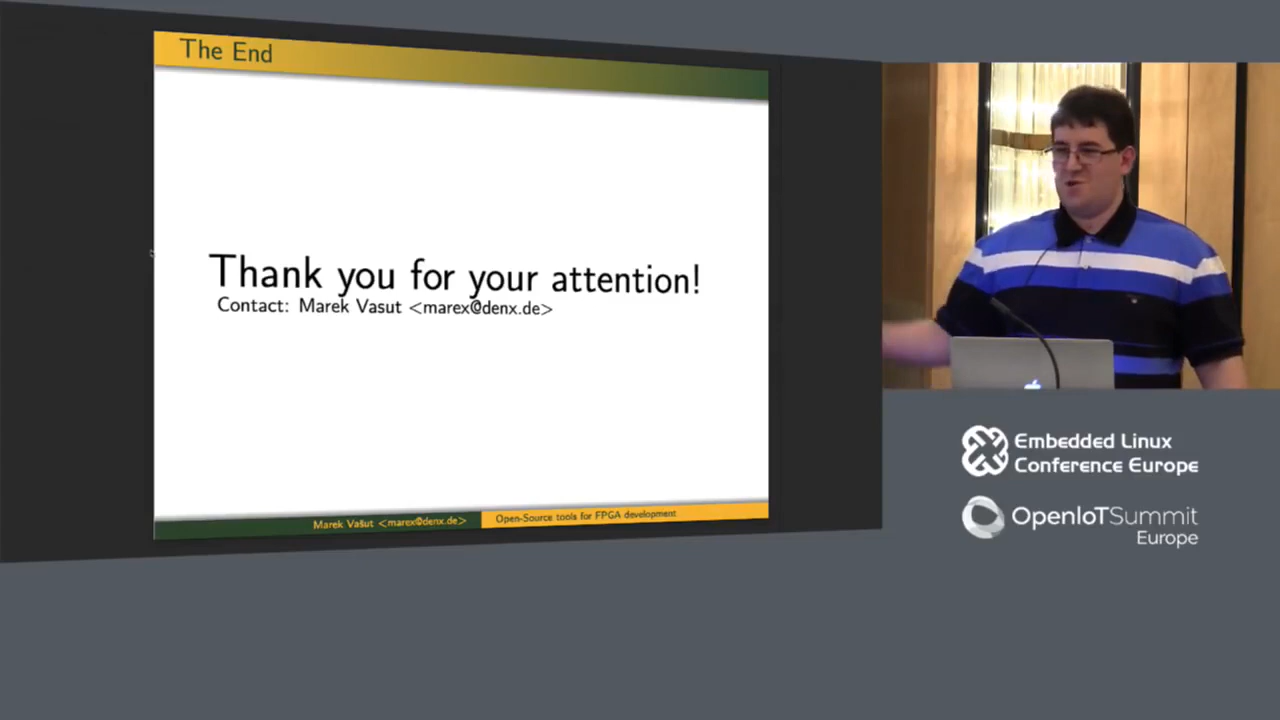 The End
Thank you for your attention!
Contact: Marek Vasut <marex@denx.de>
Marek Vašut <marex@denx.de>
Open-Source tools for FPGA development
Embedded Linux
Conference Europe
OpenIoTSummit
Europe